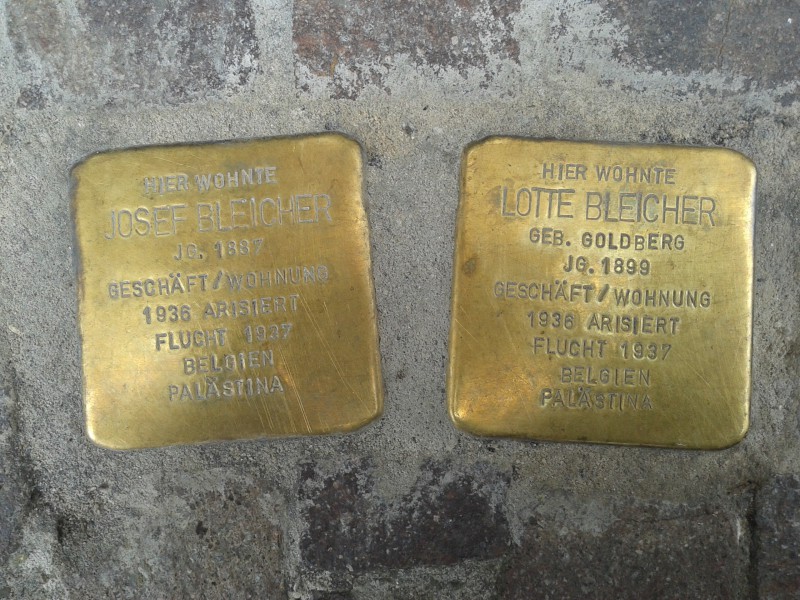 HIER WOHNTE
JOSEF BLEICHER
JG. 1887
GESCHÄFT/WOHNUNG
1936 ARISIERT
FLUCHT 1937
BELGIEN
PALÄSTINA
HIER WOHNTE
LOTTE BLEICHER
GEB. GOLDBERG
JG. 1899
GESCHÄFT/WOHNUNG
1936 ARISIERT
FLUCHT 1937
BELGIEN
PALÄSTINA